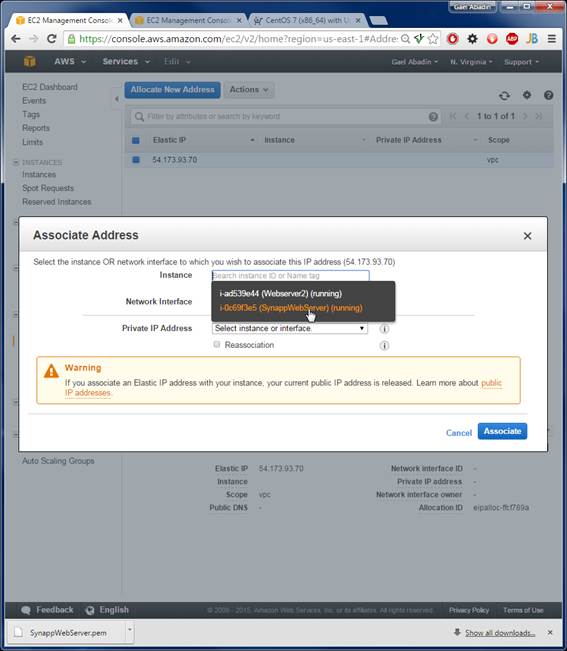 Gael Abadin
EC2 Management Conso
EC2 Management Console
CentOS 7 (x86_64) with U
https://console.aws.amazon.com/ec2/v2/home?region=us-east-1#Addre
ABP
JB
AWS
Services
Edit
Gael Abadin
N. Virginia
Support
EC2 Dashboard
Events
Tags
Reports
Limits
INSTANCES
Instances
Spot Requests
Reserved Instances
Allocate New Address
Actions
Filter by attributes or search by keyword
1 to 1 of 1
Elastic IP
Instance
Private IP Address
Scope
54.173.93.70
vpc
Associate Address
Select the instance OR network interface to which you wish to associate this IP address (54.173.93.70)
Instance
Search instance ID or Name tag
i-ad539e44 (Webserver2) (running)
i-0c69f3e5 (SynappWebServer) (running)
Network Interface
Private IP Address
Select instance or interface.
Reassociation
Warning
If you associate an Elastic IP address with your instance, your current public IP address is released. Learn more about public
IP addresses.
Cancel
Associate
Auto Scaling Groups
Elastic IP 54.173.93.70
Instance -
Scope vpc
Public DNS -
Network interface ID -
Private IP address -
Network interface owner -
Allocation ID eipalloc-ffcf789a
Feedback
English
© 2008 - 2015, Amazon Web Services, Inc. or its affiliates. All rights reserved.
Privacy Policy
Terms of Use
SynappWebServer.pem
Show all downloads...